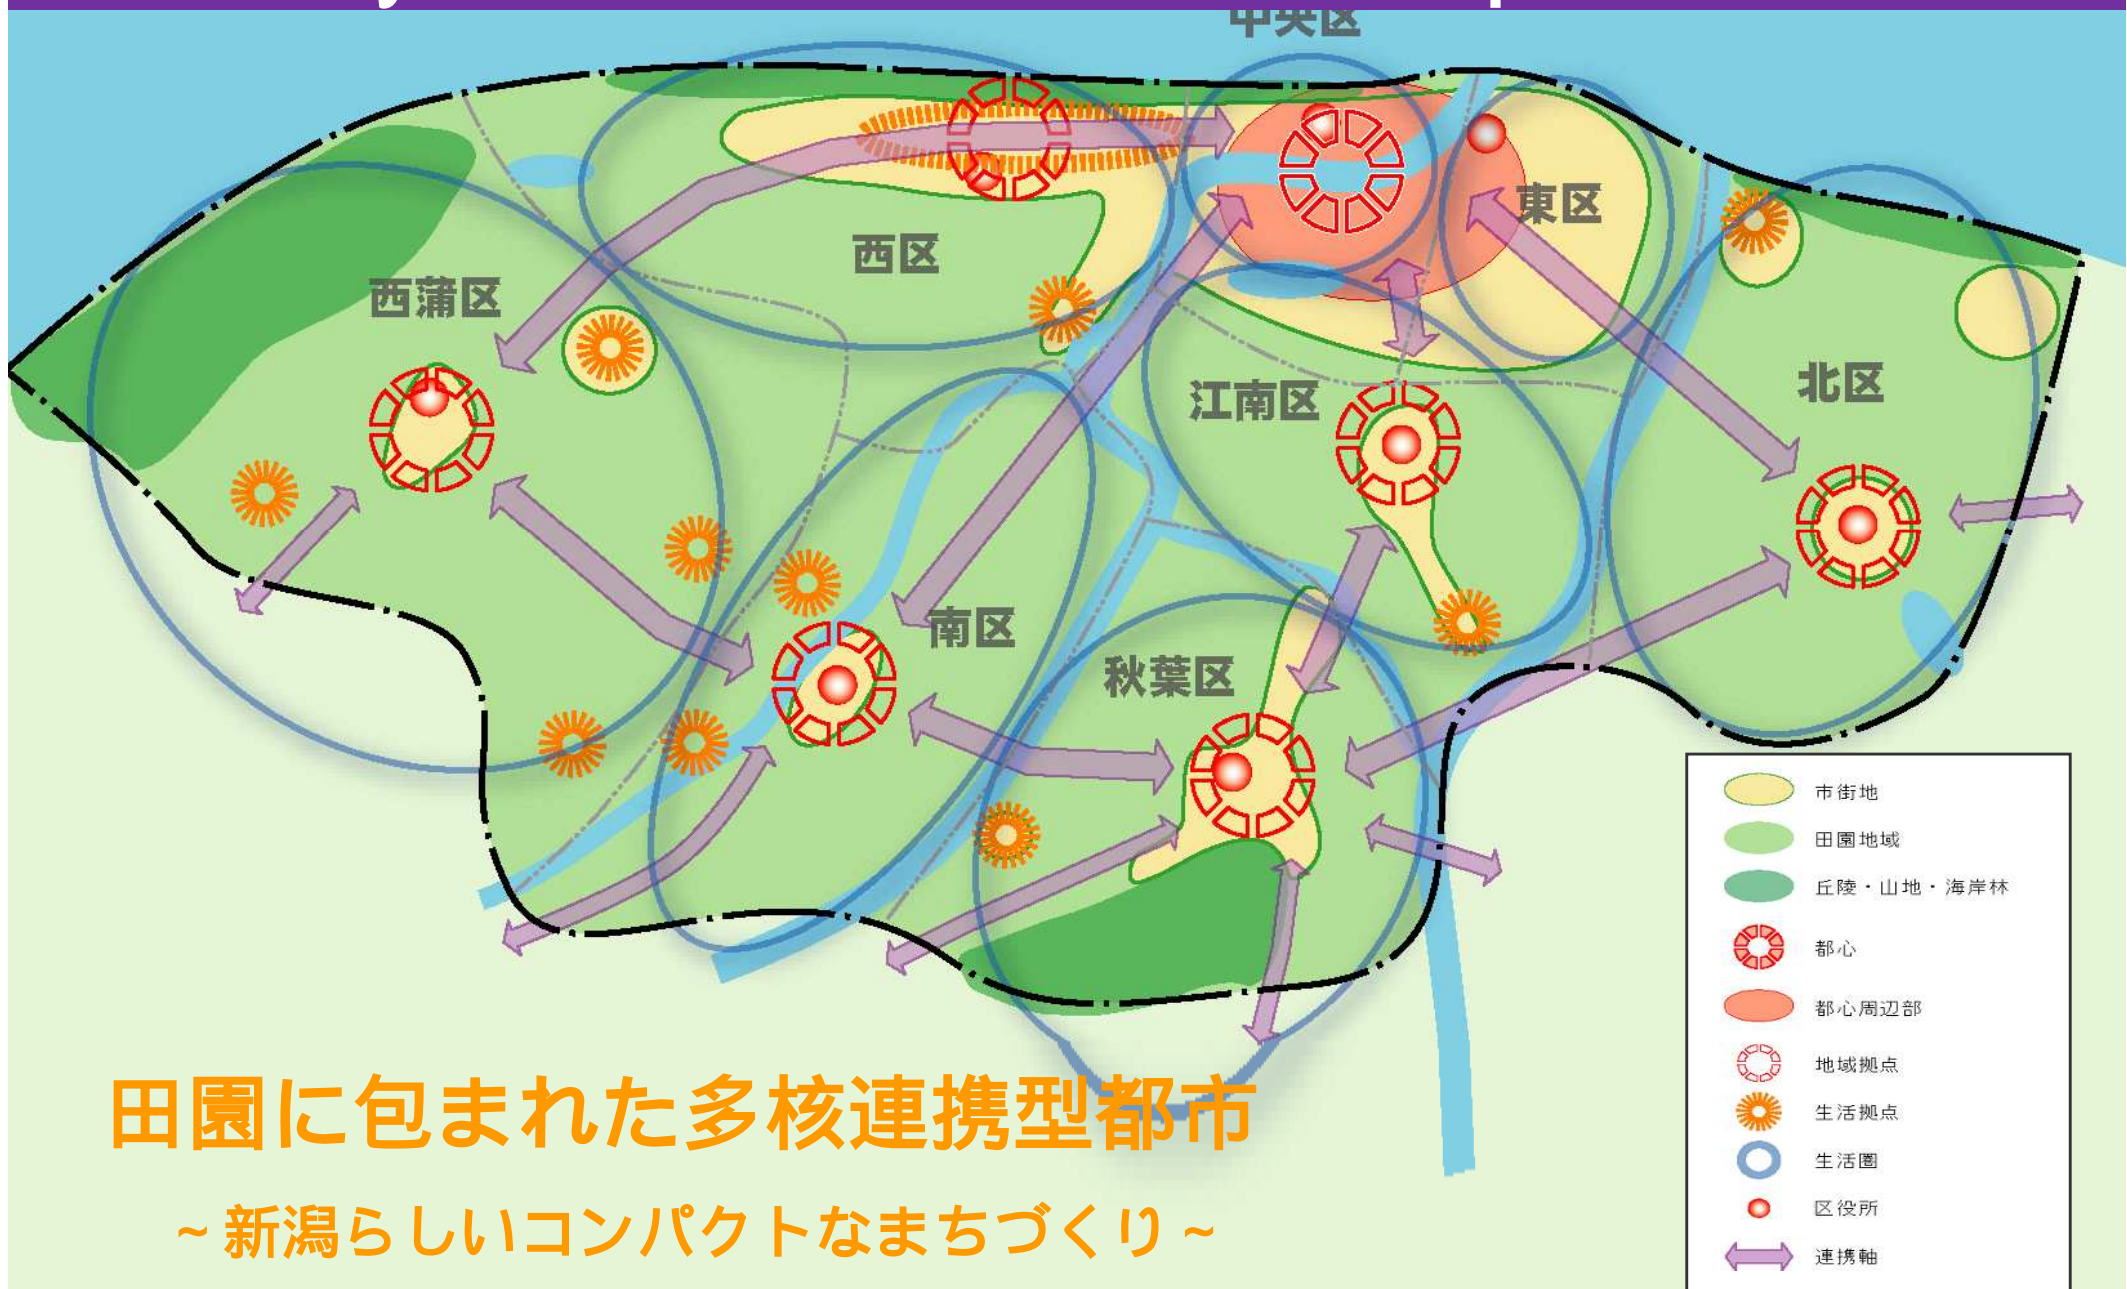 中央区
東区
西区
西蒲区
北区
江南区
南区
秋葉区
市街地
田園地域
丘陵・山地・海岸林
都心
都心周辺部
地域拠点
生活拠点
生活圏
区役所
連携軸
田園に包まれた多核連携型都市
~新潟らしいコンパクトなまちづくり~